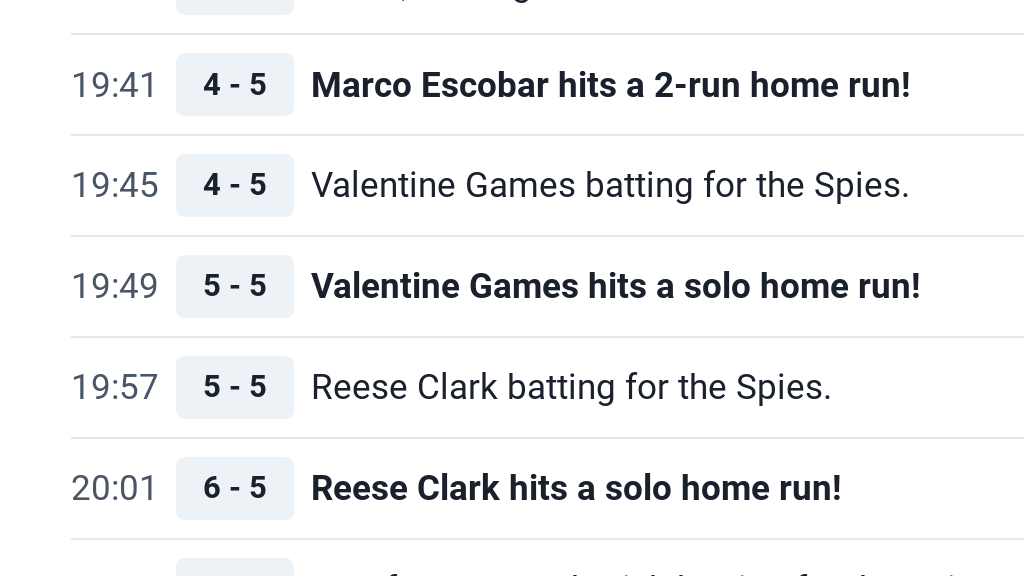 19:41 4 - 5 Marco Escobar hits a 2-run home run!
19:45 4 - 5 Valentine Games batting for the Spies.
19:49 5 - 5 Valentine Games hits a solo home run!
19:57 5 - 5 Reese Clark batting for the Spies.
20:01 6 - 5 Reese Clark hits a solo home run!